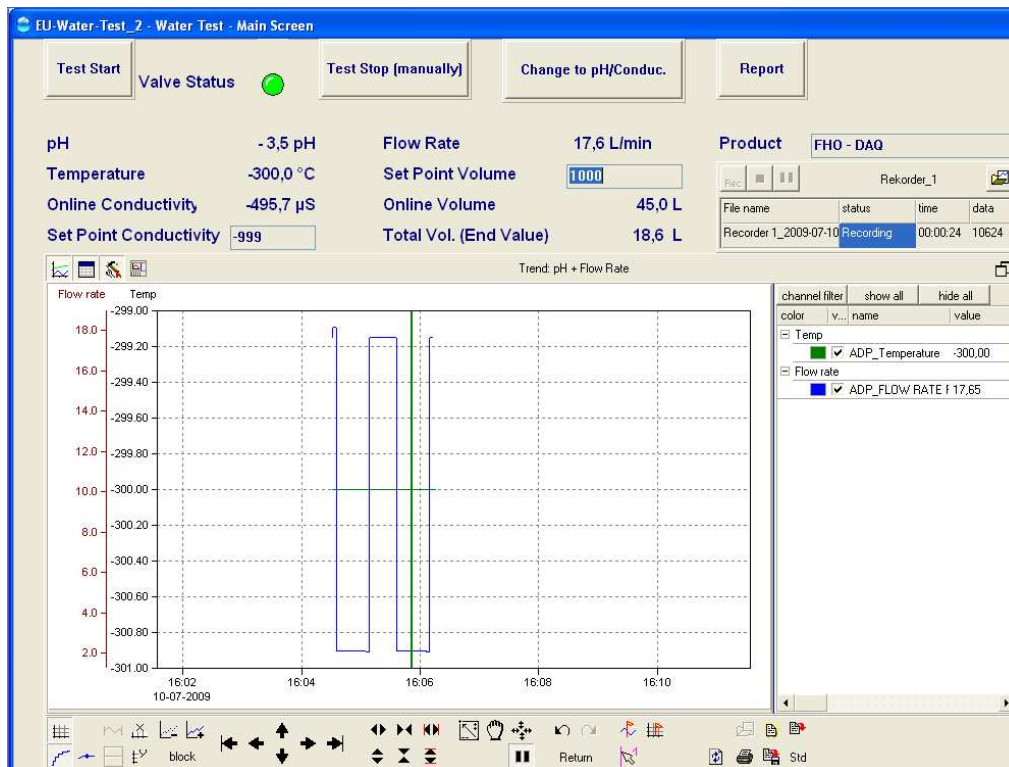 EU-Water-Test_2 - Water Test - Main Screen
Test Start
Valve Status
Test Stop (manually)
Change to pH/Conduc.
Report
pH - 3,5 pH Flow Rate 17,6 L/min Product FHO - DAQ
Temperature -300,0 °C Set Point Volume 1000
Rec Rekorder_1
Online Conductivity -495,7 µS Online Volume 45,0 L
File name status time data
Set Point Conductivity -999 Total Vol. (End Value) 18,6 L
Recorder 1_2009-07-10 Recording 00:00:24 10624
Trend: pH + Flow Rate
Flow rate Temp
channel filter show all hide all
color v... name value
Temp
ADP_Temperature -300,00
Flow rate
ADP_FLOW RATE F 17,65
-299.00
18.0
-299.20
16.0
-299.40
14.0
-299.60
12.0
-299.80
10.0 -300.00
8.0
-300.20
6.0
-300.40
-300.60
4.0
-300.80
2.0
-301.00
16:02 16:04 16:06 16:08 16:10
10-07-2009
block
Return
Std